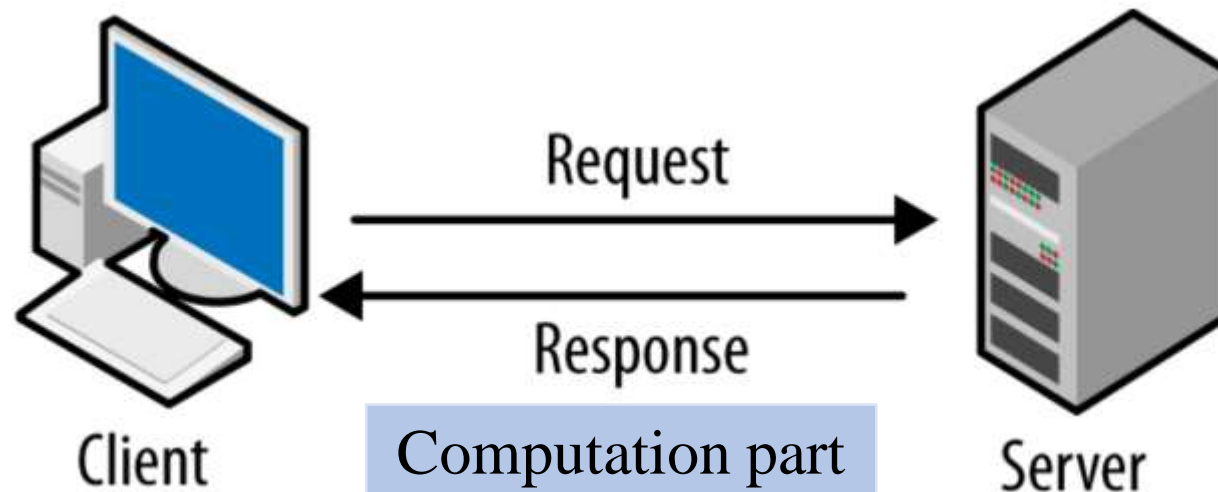 Request
Response
Client
Computation part
Server